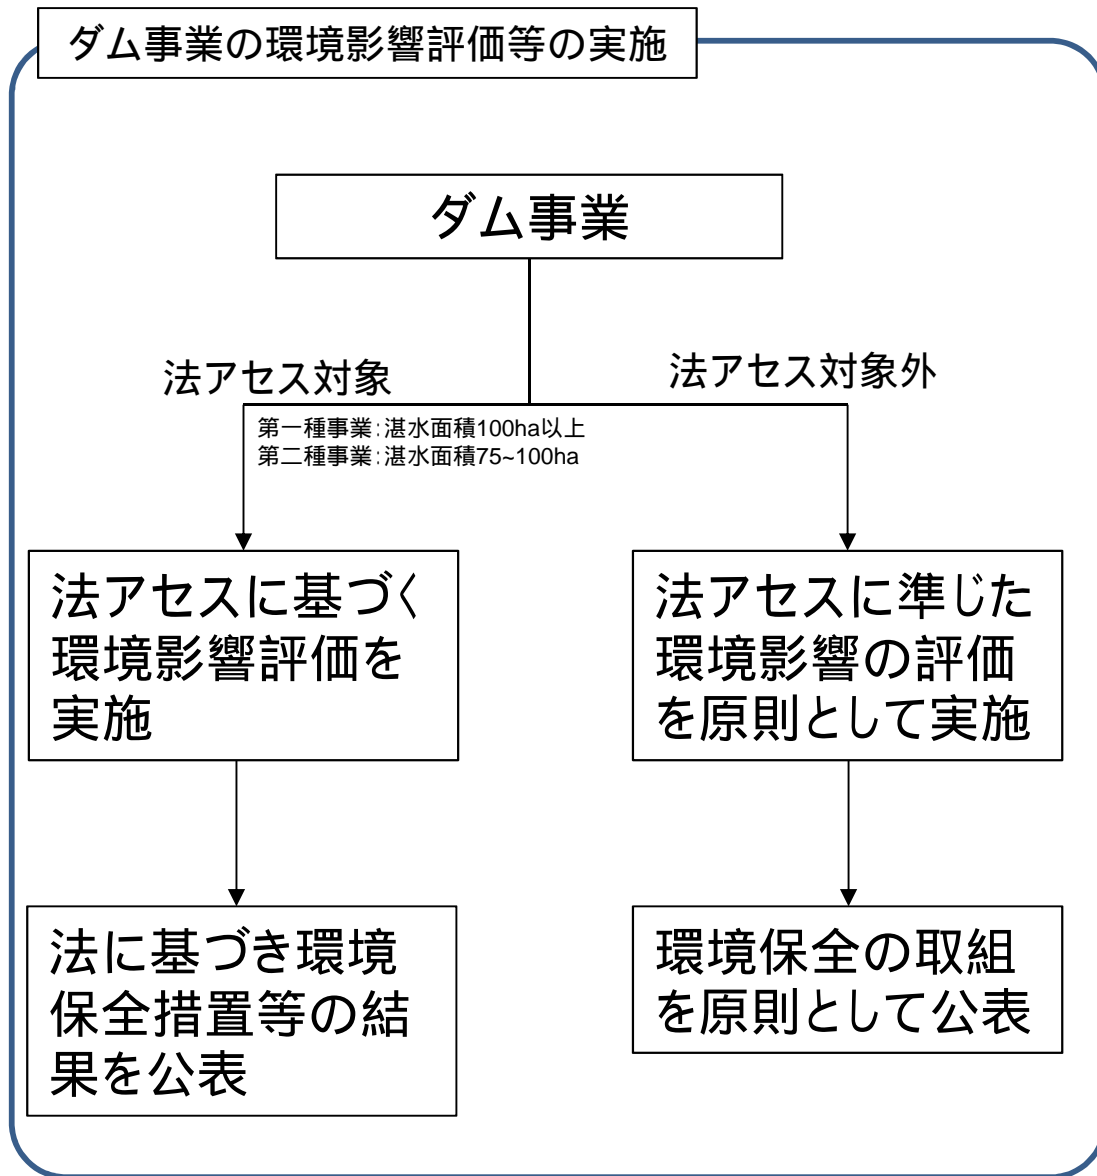 ダム事業の環境影響評価等の実施
ダム事業
法アセス対象
法アセス対象外
第一種事業:湛水面積100ha以上
第二種事業:湛水面積75~100ha
法アセスに基づく
環境影響評価を
実施
法アセスに準じた
環境影響の評価
を原則として実施
法に基づき環境
保全措置等の結
果を公表
環境保全の取組
を原則として公表